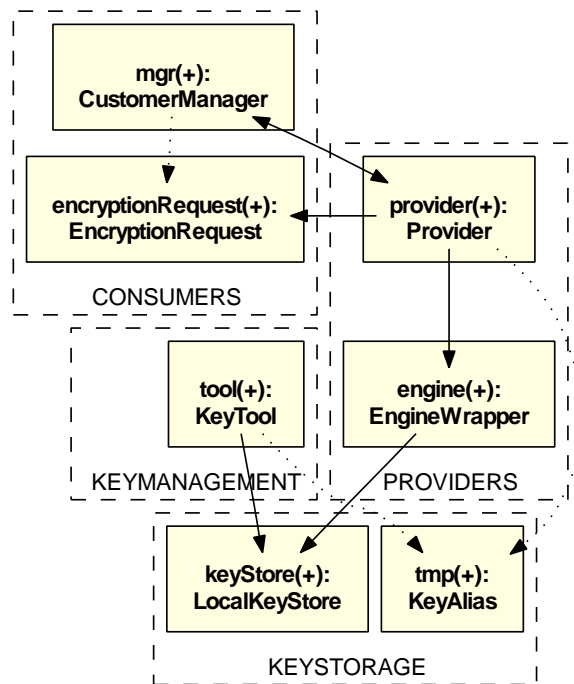 mgr(+):
CustomerManager
encryptionRequest(+):
EncryptionRequest
provider(+):
Provider
CONSUMERS
tool(+):
KeyTool
engine(+):
EngineWrapper
KEYMANAGEMENT
PROVIDERS
keyStore(+):
LocalKeyStore
tmp(+):
KeyAlias
KEYSTORAGE